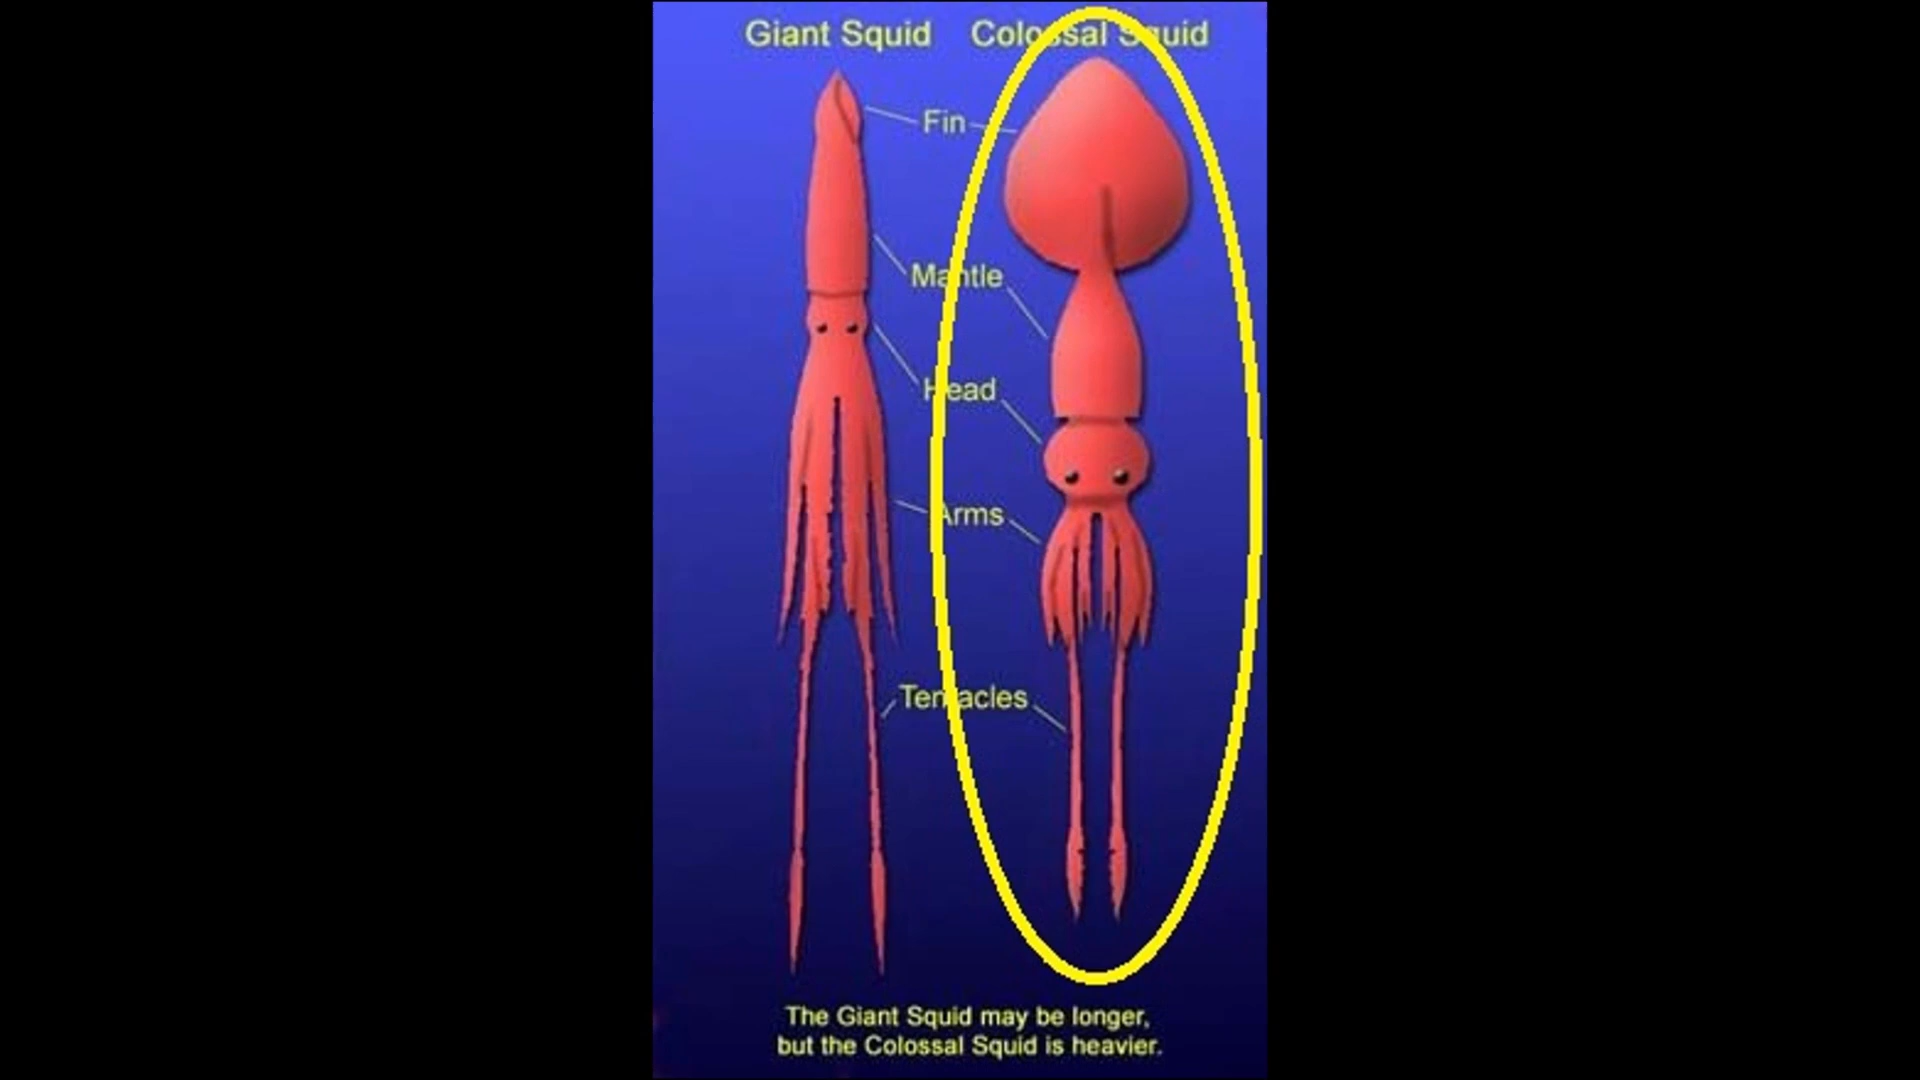 Giant Squid Colossal Squid
Fin
Mantle
Head
Arms
Tentacles
The Giant Squid may be longer,
but the Colossal Squid is heavier.